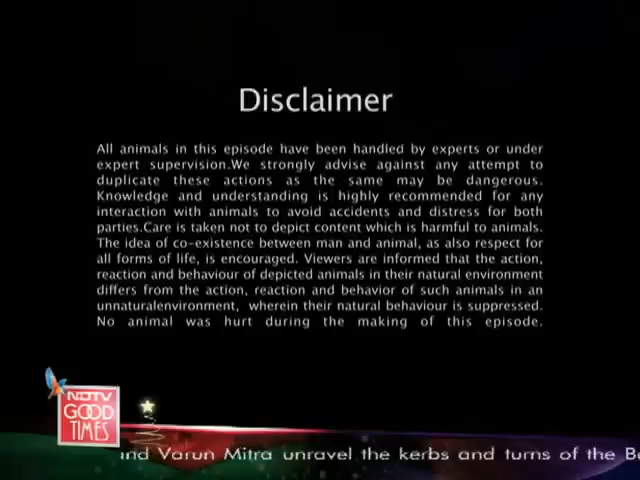 Disclaimer
All animals in this episode have been handled by experts or under
expert supervision.We strongly advise against any attempt to
duplicate these actions as the same may be dangerous.
Knowledge and understanding is highly recommended for any
interaction with animals to avoid accidents and distress for both
parties.Care is taken not to depict content which is harmful to animals.
The idea of co-existence between man and animal, as also respect for
all forms of life, is encouraged. Viewers are informed that the action,
reaction and behaviour of depicted animals in their natural environment
differs from the action, reaction and behavior of such animals in an
unnaturalenvironment, wherein their natural behaviour is suppressed.
No animal was hurt during the making of this episode.
NDTV
GOOD
TIMES
and Varun Mitra unravel the kerbs and turns of the